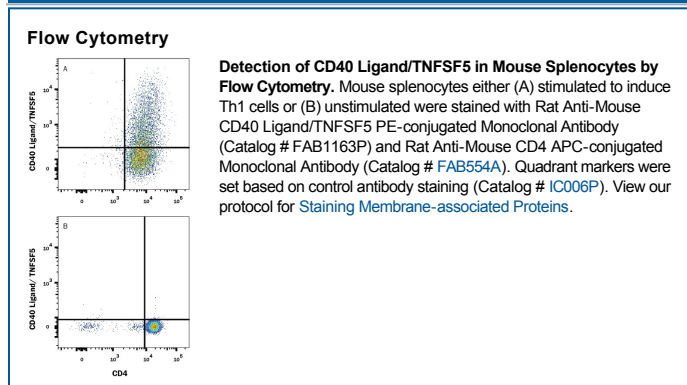 Flow Cytometry
A
CD40 Ligand/TNFSF5
10⁴
10³
0
0
10³
10⁴
10⁵
B
CD40 Ligand/ TNFSF5
10⁴
10³
0
0
10³
10⁴
10⁵
CD4
Detection of CD40 Ligand/TNFSF5 in Mouse Splenocytes by
Flow Cytometry. Mouse splenocytes either (A) stimulated to induce
Th1 cells or (B) unstimulated were stained with Rat Anti-Mouse
CD40 Ligand/TNFSF5 PE-conjugated Monoclonal Antibody
(Catalog # FAB1163P) and Rat Anti-Mouse CD4 APC-conjugated
Monoclonal Antibody (Catalog # FAB554A). Quadrant markers were
set based on control antibody staining (Catalog # IC006P). View our
protocol for Staining Membrane-associated Proteins.